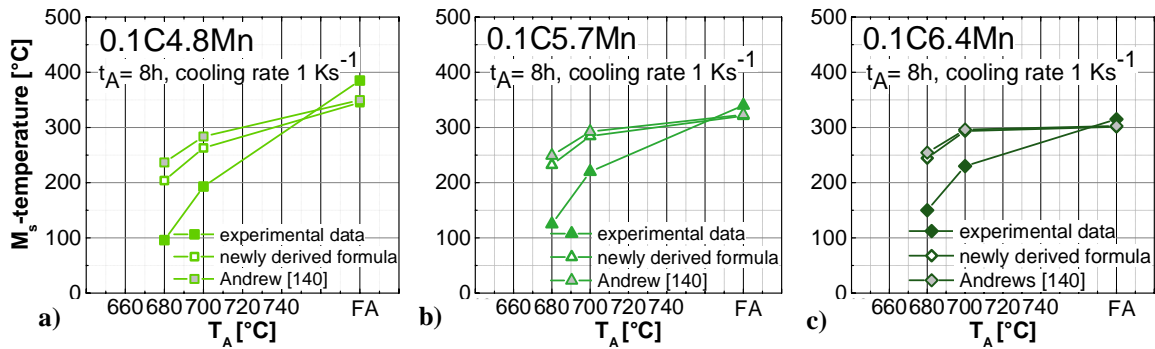 500
400
300
200
100
0
M_s-temperature [°C]
0.1C4.8Mn
t_A= 8h, cooling rate 1 Ks^-1
experimental data
newly derived formula
Andrew [140]
660 680 700 720 740 FA
a) T_A [°C]
500
400
300
200
100
0
0.1C5.7Mn
t_A= 8h, cooling rate 1 Ks^-1
experimental data
newly derived formula
Andrew [140]
660 680 700 720 740 FA
b) T_A [°C]
500
400
300
200
100
0
0.1C6.4Mn
t_A= 8h, cooling rate 1 Ks^-1
experimental data
newly derived formula
Andrews [140]
660 680 700 720 740 FA
c) T_A [°C]